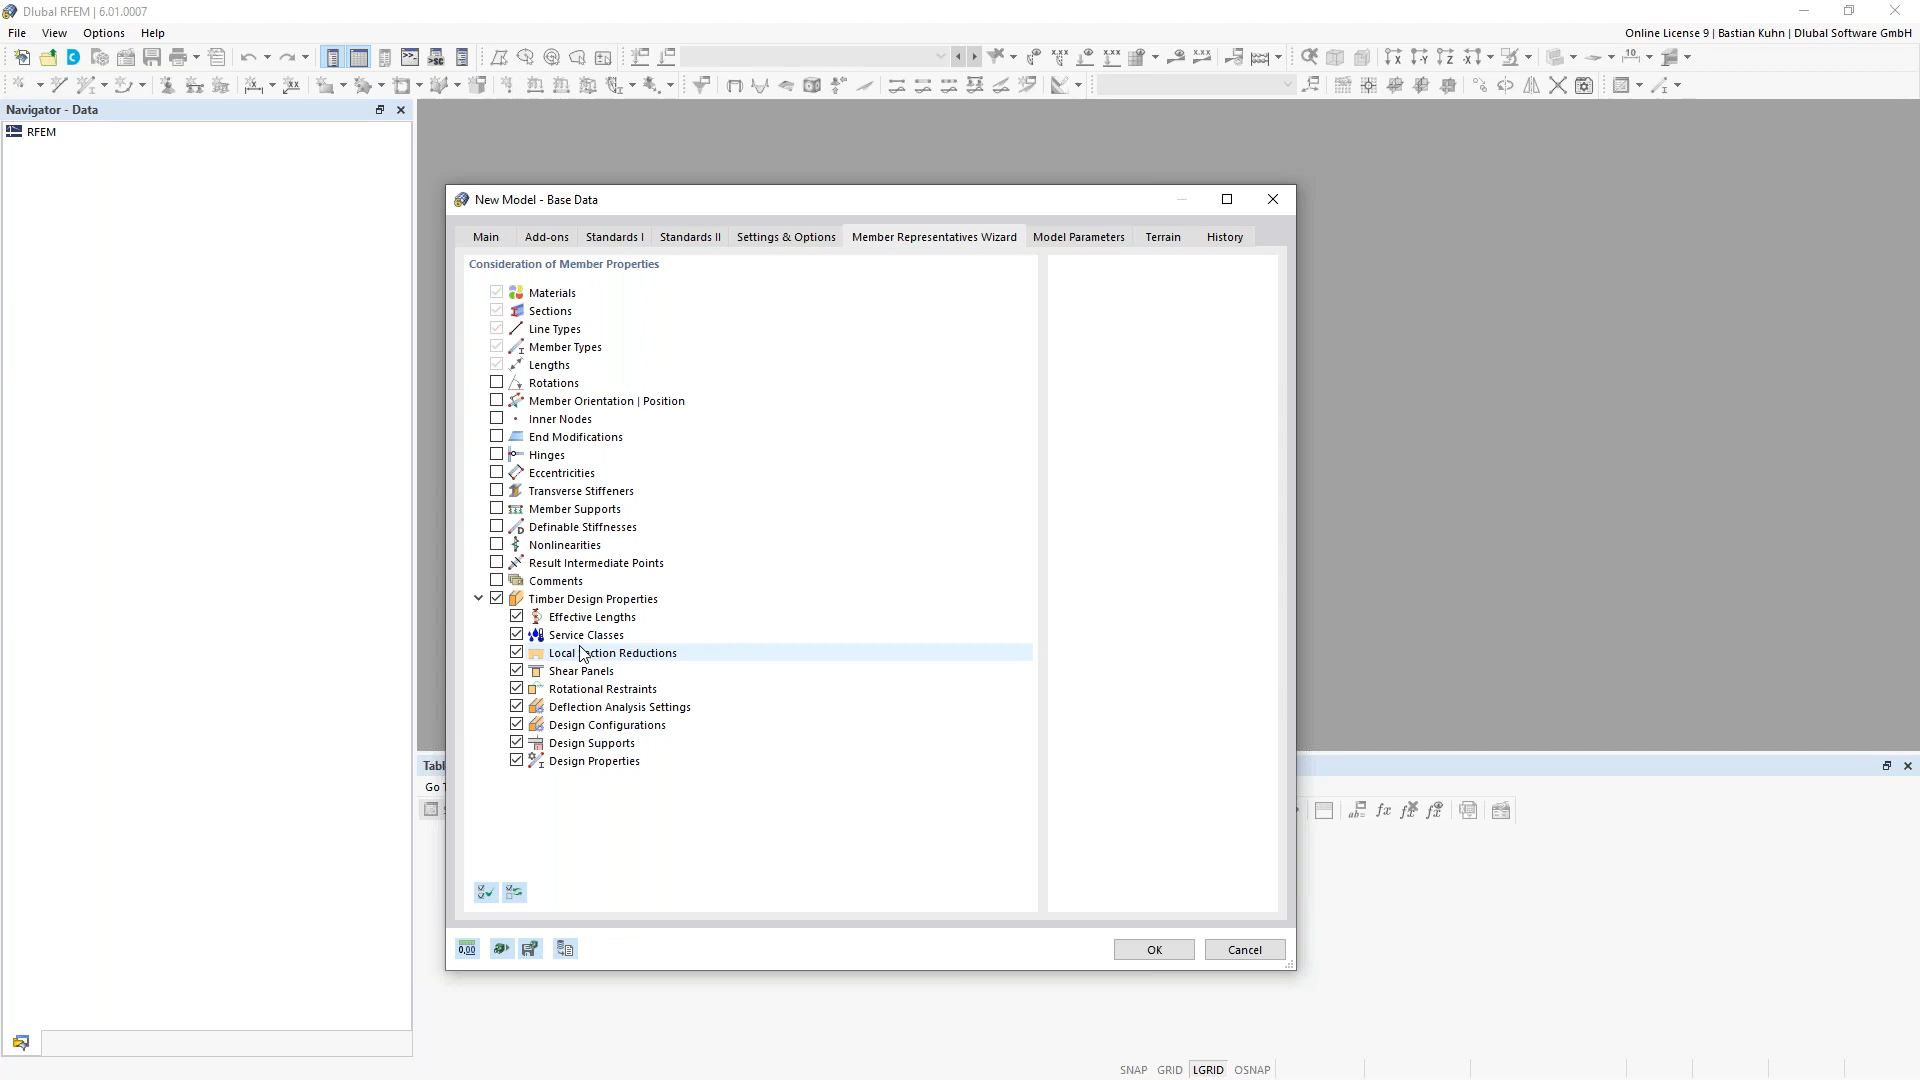 Dlubal RFEM | 6.01.0007
File View Options Help
Online License 9 | Bastian Kuhn | Dlubal Software GmbH
Navigator - Data
RFEM
New Model - Base Data
Main Add-ons Standards I Standards II Settings & Options Member Representatives Wizard Model Parameters Terrain History
Consideration of Member Properties
Materials
Sections
Line Types
Member Types
Lengths
Rotations
Member Orientation | Position
Inner Nodes
End Modifications
Hinges
Eccentricities
Transverse Stiffeners
Member Supports
Definable Stiffnesses
Nonlinearities
Result Intermediate Points
Comments
Timber Design Properties
Effective Lengths
Service Classes
Local Reductions
Shear Panels
Rotational Restraints
Deflection Analysis Settings
Design Configurations
Design Supports
Design Properties
Go
OK Cancel
SNAP GRID LGRID OSNAP